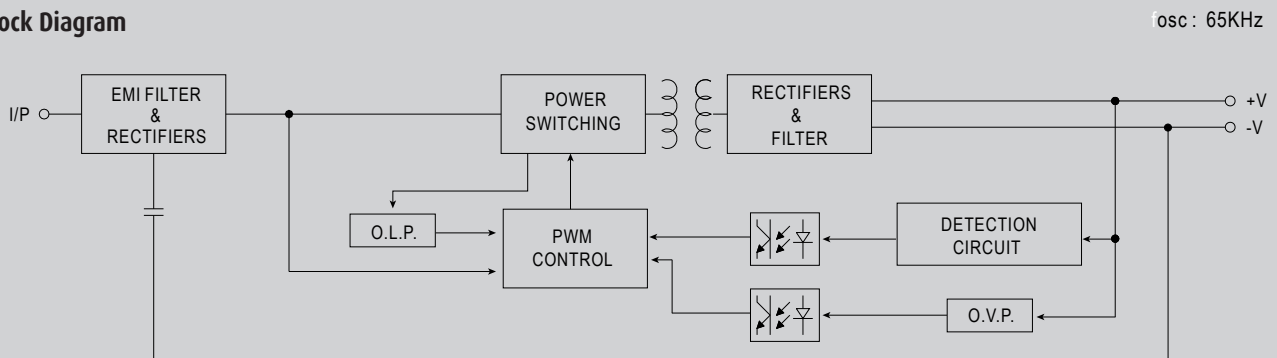 ock Diagram
fosc : 65KHz
I/P
EMI FILTER
&
RECTIFIERS
POWER
SWITCHING
RECTIFIERS
&
FILTER
+V
-V
O.L.P.
PWM
CONTROL
DETECTION
CIRCUIT
O.V.P.